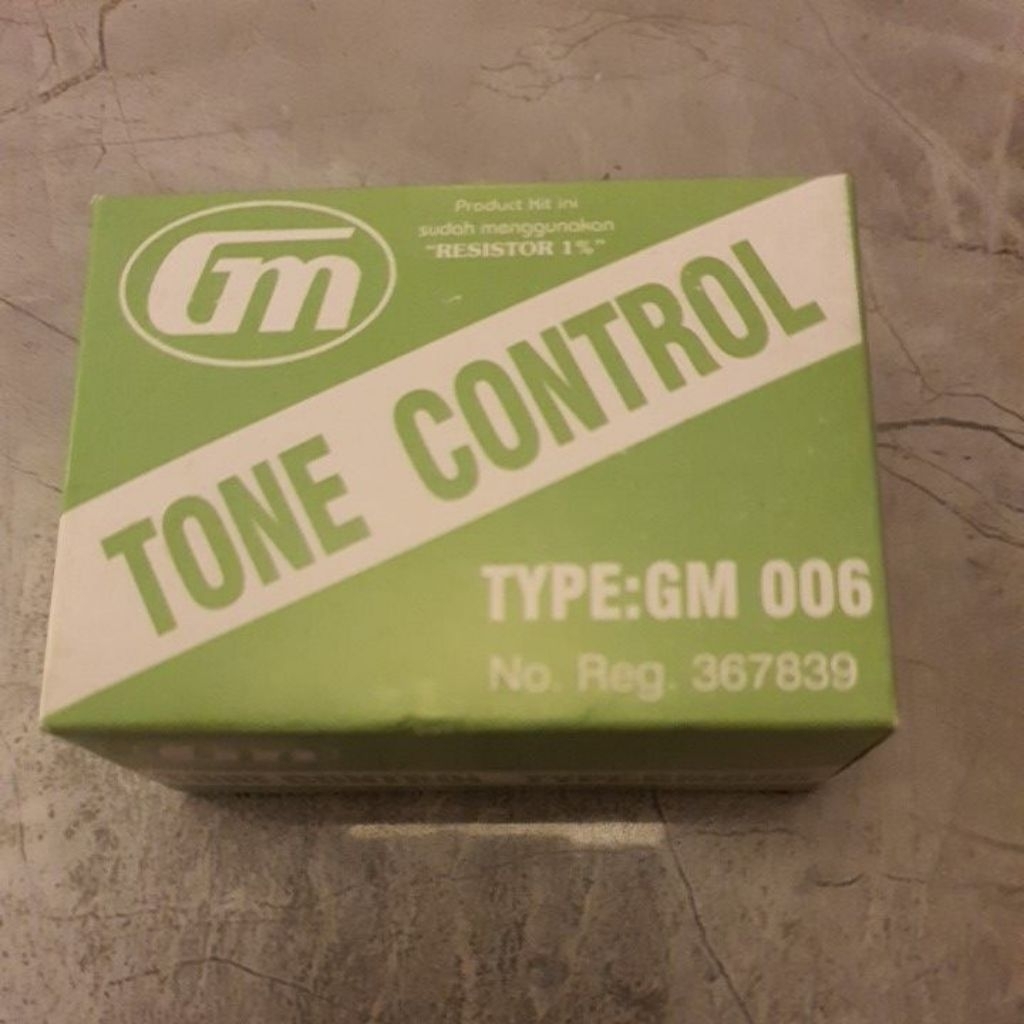 Gm
Product Kit ini
sudah menggunakan
"RESISTOR 1%"
TONE CONTROL
TYPE:GM 006
No. Reg. 367839